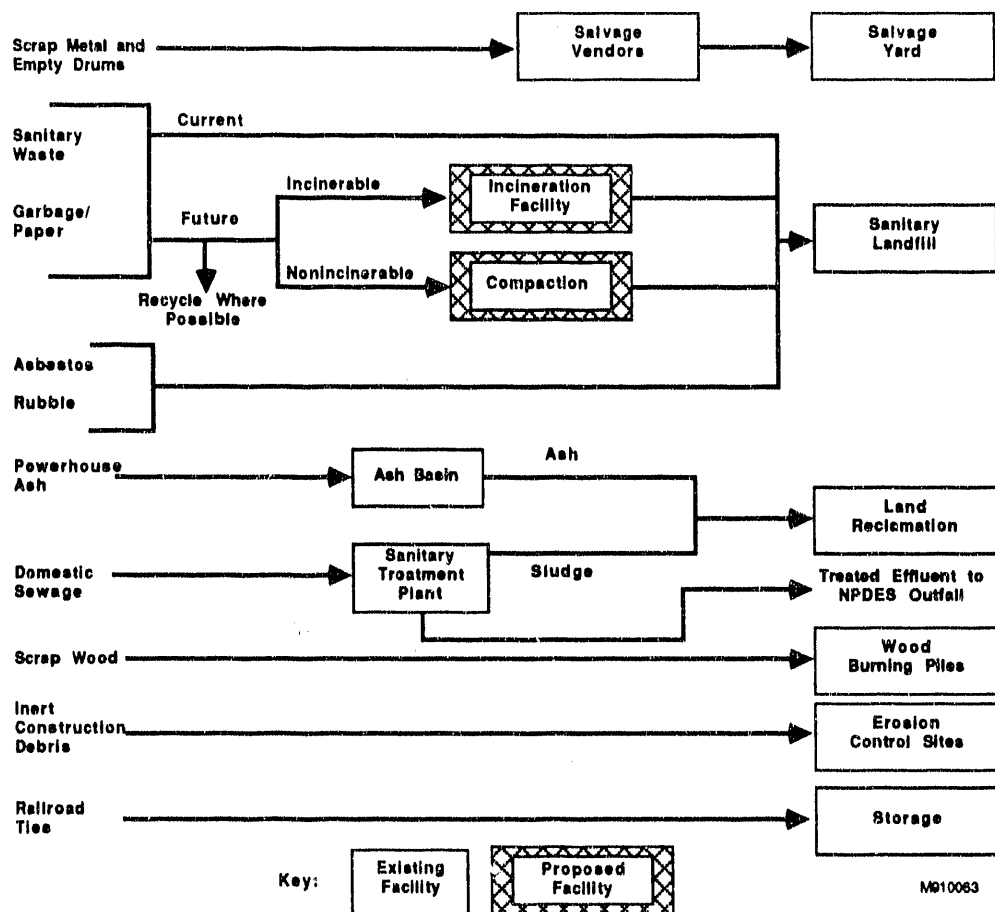 Scrap Metal and
Empty Drums
Salvage
Vendors
Salvage
Yard
Sanitary
Waste
Garbage/
Paper
Current
Futuro
Recycle Where
Possible
Incinerable
Nonincinerable
Incineration
Facility
Compaction
Sanitary
Landfill
Asbestos
Rubble
Powerhouse
Ash
Ash Basin
Ash
Land
Reclamation
Domestic
Sewage
Sanitary
Treatment
Plant
Sludge
Treated Effluent to
NPDES Outfall
Scrap Wood
Wood
Burning Piles
Inert
Construction
Debris
Erosion
Control Sites
Railroad
Ties
Storage
Key:
Existing
Facility
Proposed
Facility
M910063